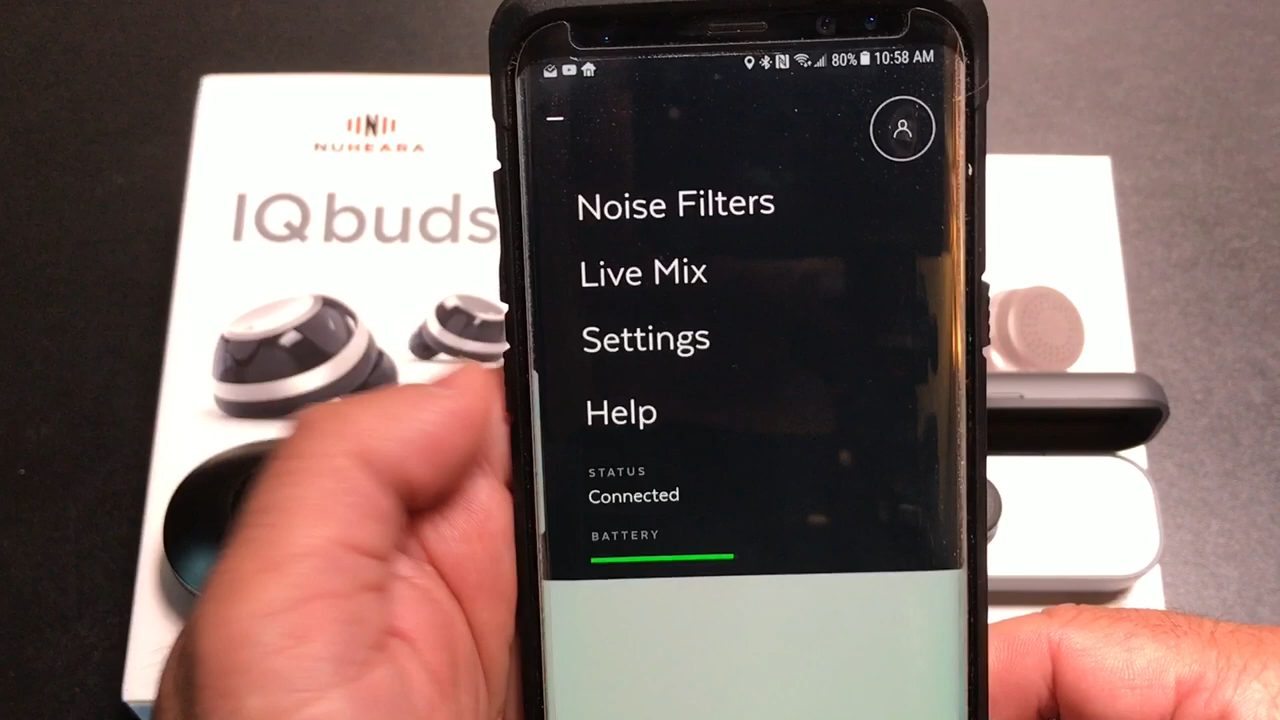 80% 10:58 AM
NUHEARA
IQbuds
Noise Filters
Live Mix
Settings
Help
STATUS
Connected
BATTERY